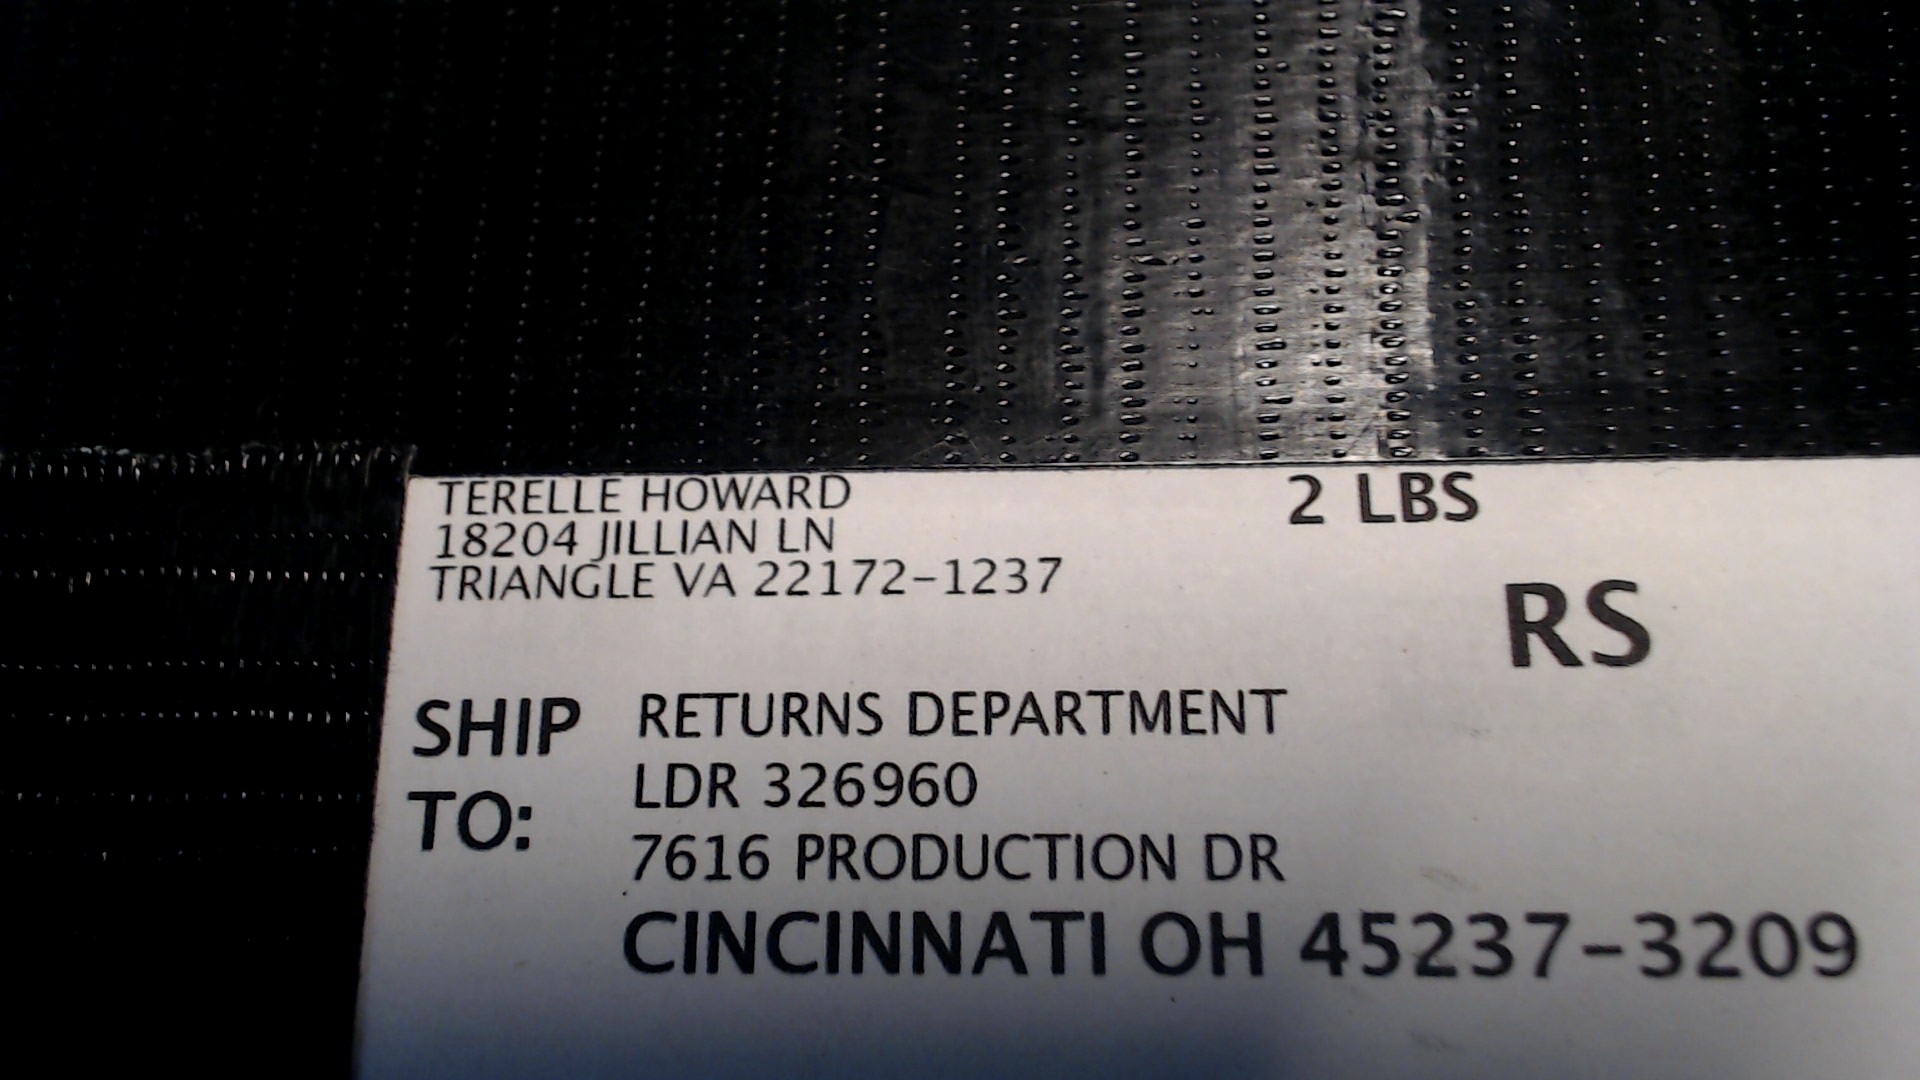 TERELLE HOWARD
18204 JILLIAN LN
TRIANGLE VA 22172-1237
2 LBS
RS
SHIP TO:
RETURNS DEPARTMENT
LDR 326960
7616 PRODUCTION DR
CINCINNATI OH 45237-3209